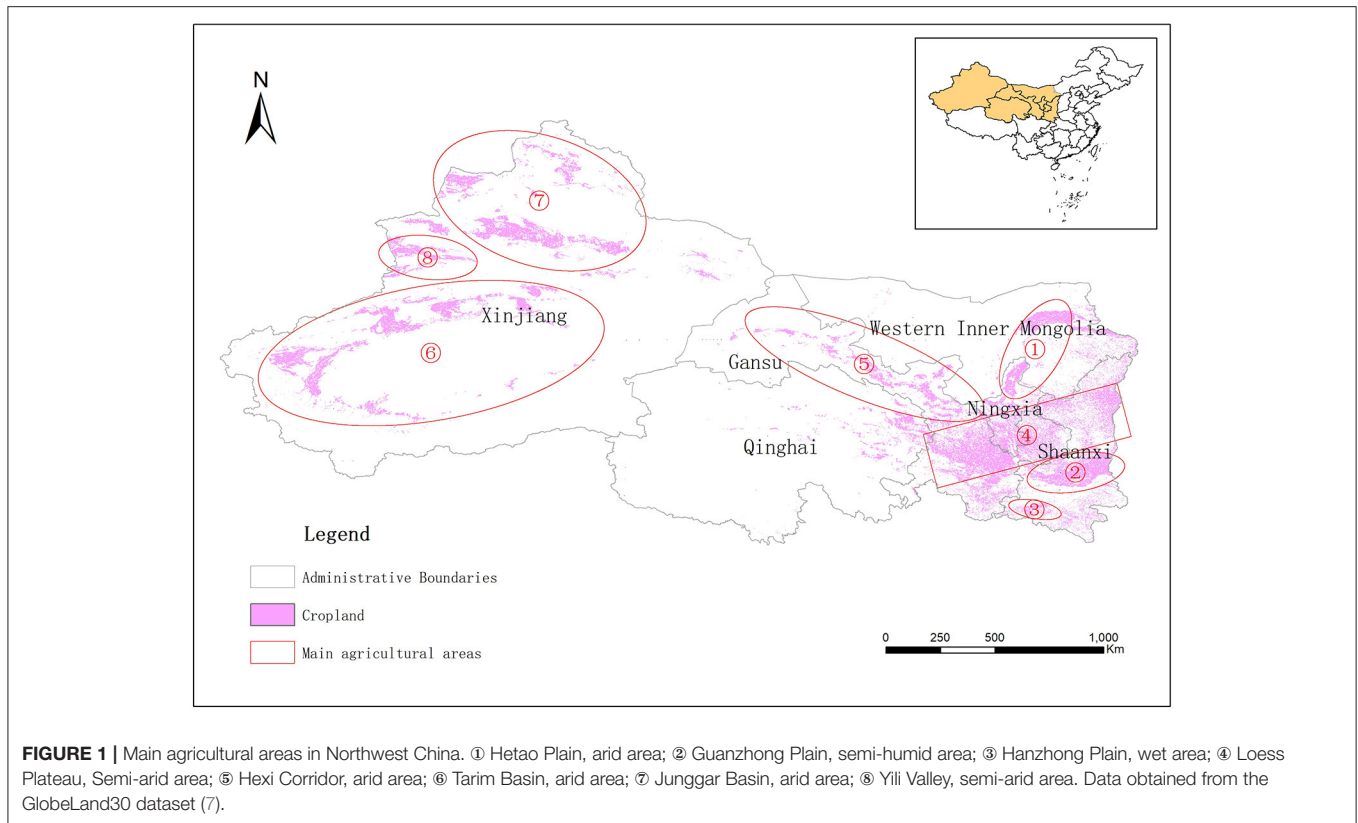 N
⑦
⑧
Xinjiang
⑥
Western Inner Mongolia
①
Gansu
⑤
Ningxia
④
Qinghai
Shaanxi
②
③
Legend
Administrative Boundaries
Cropland
Main agricultural areas
0 250 500 1,000
Km
FIGURE 1 | Main agricultural areas in Northwest China. ① Hetao Plain, arid area; ② Guanzhong Plain, semi-humid area; ③ Hanzhong Plain, wet area; ④ Loess
Plateau, Semi-arid area; ⑤ Hexi Corridor, arid area; ⑥ Tarim Basin, arid area; ⑦ Junggar Basin, arid area; ⑧ Yili Valley, semi-arid area. Data obtained from the
GlobeLand30 dataset (7).